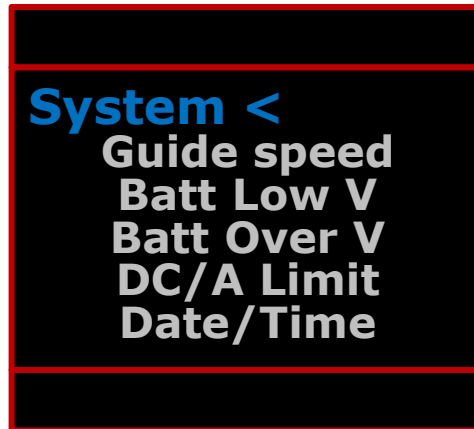 System <
Guide speed
Batt Low V
Batt Over V
DC/A Limit
Date/Time